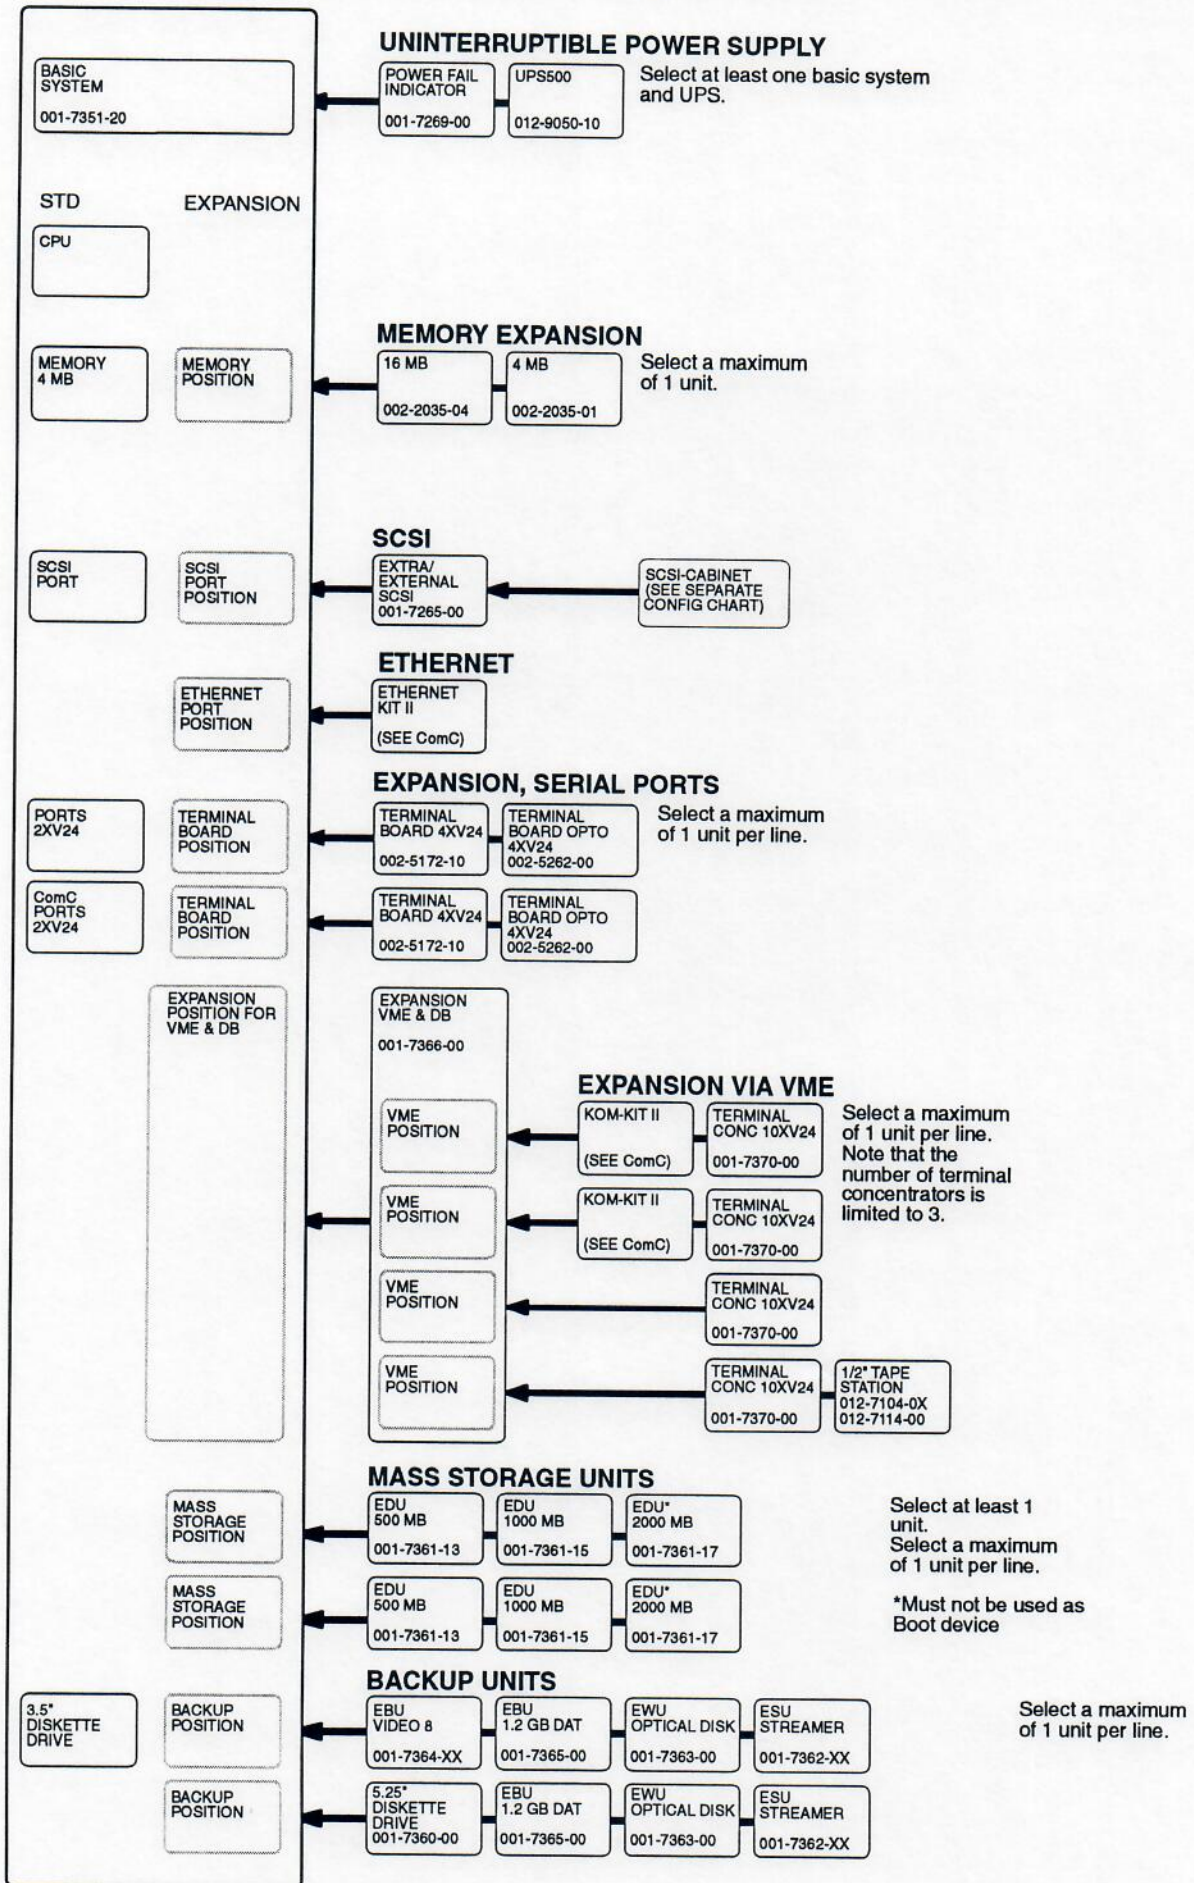 UNINTERRUPTIBLE POWER SUPPLY
BASIC
SYSTEM
001-7351-20
POWER FAIL
INDICATOR
001-7269-00
UPS500
012-9050-10
Select at least one basic system
and UPS.
STD
EXPANSION
CPU
MEMORY EXPANSION
MEMORY
4 MB
MEMORY
POSITION
16 MB
002-2035-04
4 MB
002-2035-01
Select a maximum
of 1 unit.
SCSI
SCSI
PORT
SCSI
PORT
POSITION
EXTRA/
EXTERNAL
SCSI
001-7265-00
SCSI-CABINET
(SEE SEPARATE
CONFIG CHART)
ETHERNET
ETHERNET
PORT
POSITION
ETHERNET
KIT II
(SEE ComC)
EXPANSION, SERIAL PORTS
PORTS
2XV24
TERMINAL
BOARD
POSITION
TERMINAL
BOARD 4XV24
002-5172-10
TERMINAL
BOARD OPTO
4XV24
002-5262-00
Select a maximum
of 1 unit per line.
ComC
PORTS
2XV24
TERMINAL
BOARD
POSITION
TERMINAL
BOARD 4XV24
002-5172-10
TERMINAL
BOARD OPTO
4XV24
002-5262-00
EXPANSION
POSITION FOR
VME & DB
EXPANSION
VME & DB
001-7366-00
EXPANSION VIA VME
VME
POSITION
KOM-KIT II
(SEE ComC)
TERMINAL
CONC 10XV24
001-7370-00
Select a maximum
of 1 unit per line.
Note that the
number of terminal
concentrators is
limited to 3.
VME
POSITION
KOM-KIT II
(SEE ComC)
TERMINAL
CONC 10XV24
001-7370-00
VME
POSITION
TERMINAL
CONC 10XV24
001-7370-00
VME
POSITION
TERMINAL
CONC 10XV24
001-7370-00
1/2" TAPE
STATION
012-7104-0X
012-7114-00
MASS STORAGE UNITS
MASS
STORAGE
POSITION
EDU
500 MB
001-7361-13
EDU
1000 MB
001-7361-15
EDU*
2000 MB
001-7361-17
Select at least 1
unit.
Select a maximum
of 1 unit per line.
MASS
STORAGE
POSITION
EDU
500 MB
001-7361-13
EDU
1000 MB
001-7361-15
EDU*
2000 MB
001-7361-17
*Must not be used as
Boot device
BACKUP UNITS
3.5"
DISKETTE
DRIVE
BACKUP
POSITION
EBU
VIDEO 8
001-7364-XX
EBU
1.2 GB DAT
001-7365-00
EWU
OPTICAL DISK
001-7363-00
ESU
STREAMER
001-7362-XX
Select a maximum
of 1 unit per line.
BACKUP
POSITION
5.25"
DISKETTE
DRIVE
001-7360-00
EBU
1.2 GB DAT
001-7365-00
EWU
OPTICAL DISK
001-7363-00
ESU
STREAMER
001-7362-XX